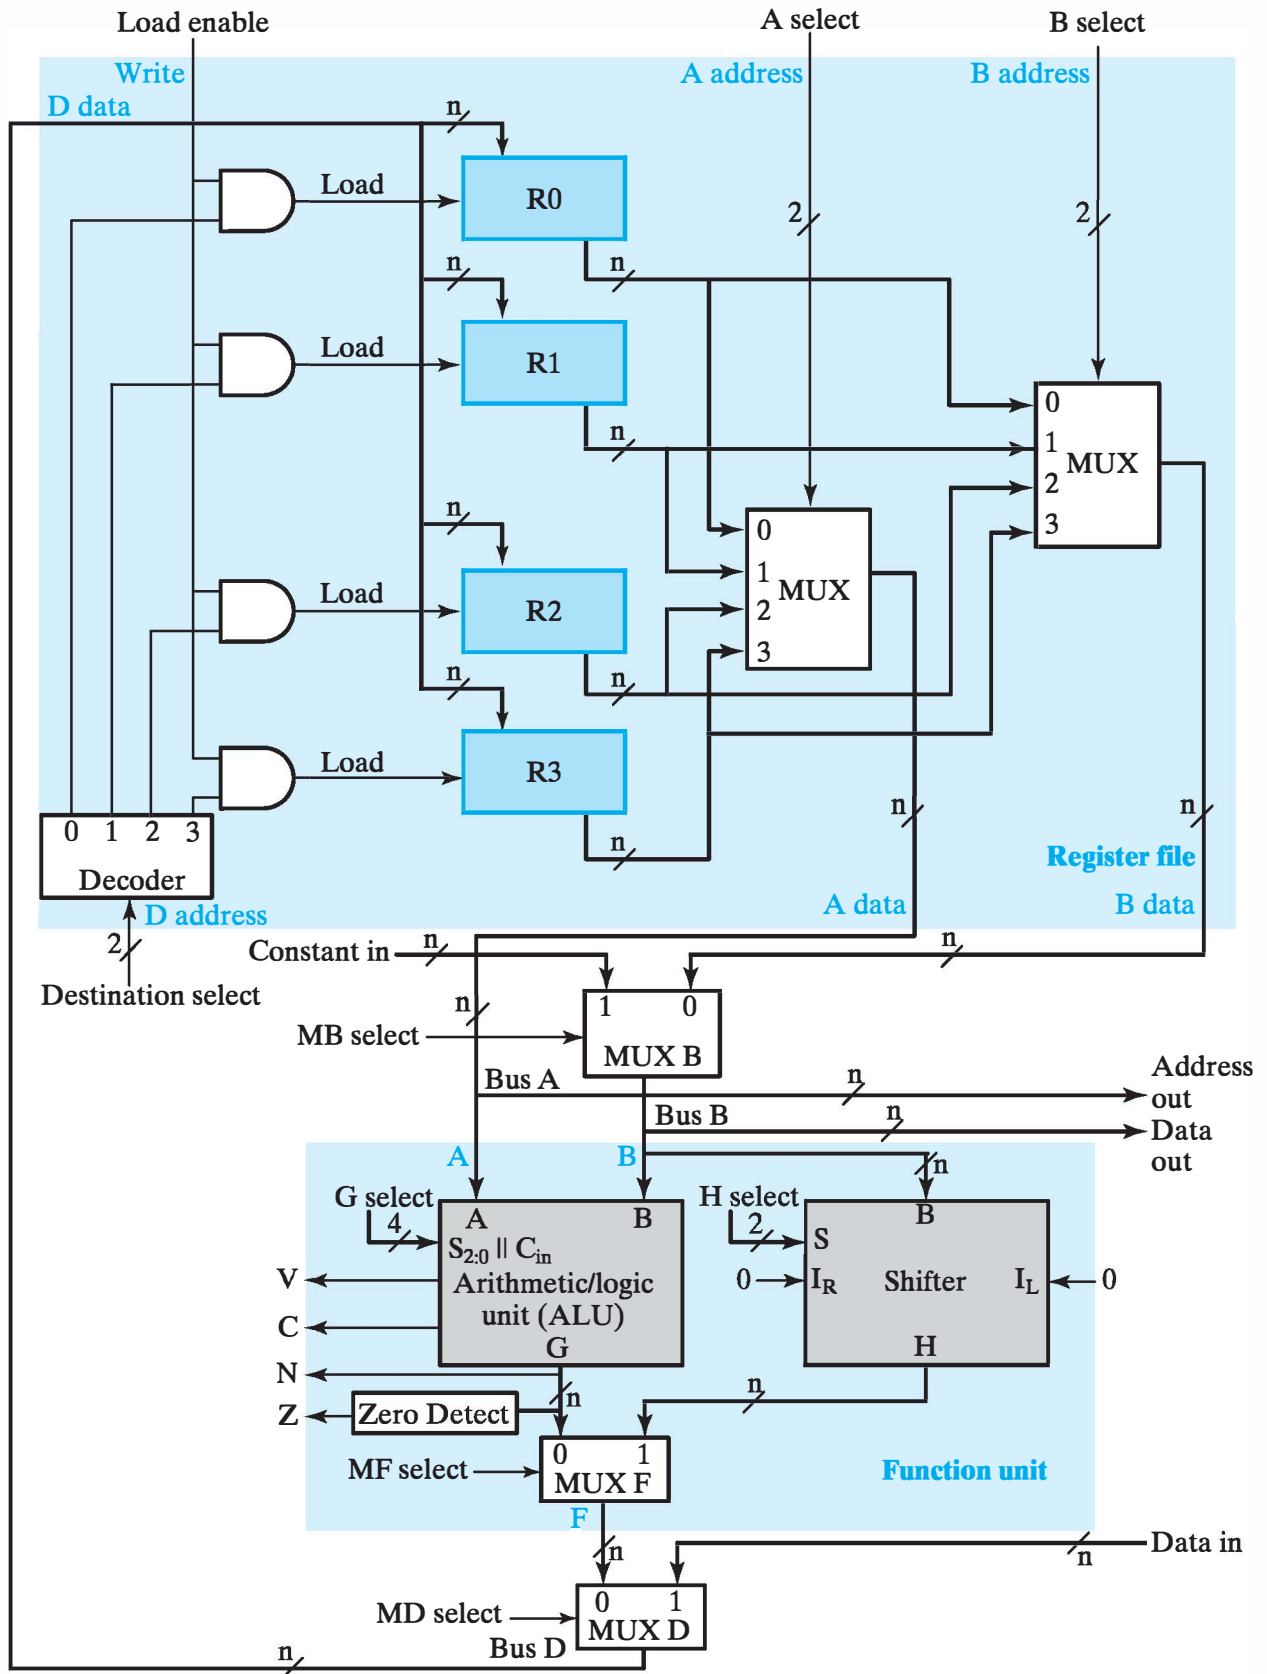 Load enable
A select
B select
Write
A address
B address
D data
n
Load
R0
2
2
n
n
Load
R1
0
n
1
MUX
2
n
3
0
1
MUX
Load
R2
2
3
n
n
Load
R3
n
n
0 1 2 3
n
Register file
Decoder
D address
A data
B data
2
Constant in
n
n
Destination select
n
1 0
MB select
MUX B
Bus A
n
Address
out
Bus B
n
Data
out
A
B
n
G select
4
H select
2
A
B
B
S2:0 || Cin
S
V
Arithmetic/logic
unit (ALU)
0
IR
Shifter
IL
0
C
G
H
N
n
n
Z
Zero Detect
0 1
MF select
MUX F
Function unit
F
n
n
Data in
0 1
MD select
MUX D
Bus D
n